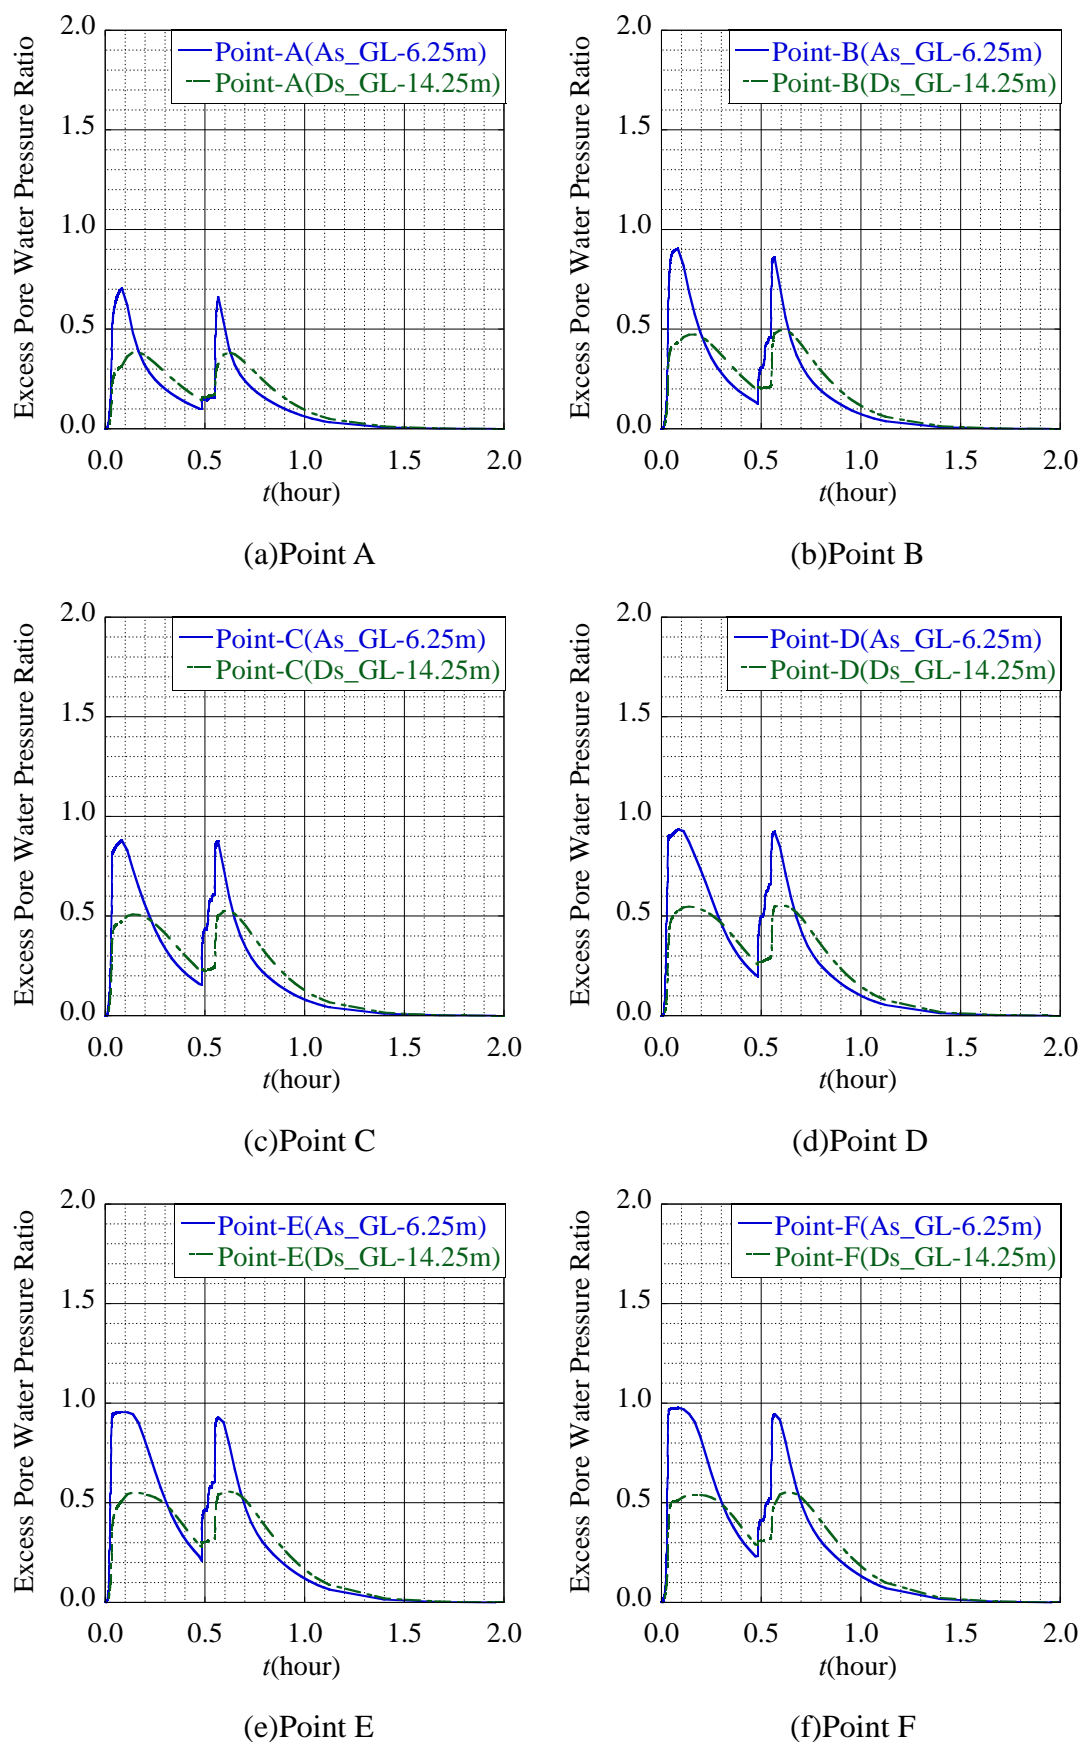 Excess Pore Water Pressure Ratio
2.0
1.5
1.0
0.5
0.0
Point-A(As_GL-6.25m)
Point-A(Ds_GL-14.25m)
0.0 0.5 1.0 1.5 2.0
t(hour)
(a)Point A
Excess Pore Water Pressure Ratio
2.0
1.5
1.0
0.5
0.0
Point-B(As_GL-6.25m)
Point-B(Ds_GL-14.25m)
0.0 0.5 1.0 1.5 2.0
t(hour)
(b)Point B
Excess Pore Water Pressure Ratio
2.0
1.5
1.0
0.5
0.0
Point-C(As_GL-6.25m)
Point-C(Ds_GL-14.25m)
0.0 0.5 1.0 1.5 2.0
t(hour)
(c)Point C
Excess Pore Water Pressure Ratio
2.0
1.5
1.0
0.5
0.0
Point-D(As_GL-6.25m)
Point-D(Ds_GL-14.25m)
0.0 0.5 1.0 1.5 2.0
t(hour)
(d)Point D
Excess Pore Water Pressure Ratio
2.0
1.5
1.0
0.5
0.0
Point-E(As_GL-6.25m)
Point-E(Ds_GL-14.25m)
0.0 0.5 1.0 1.5 2.0
t(hour)
(e)Point E
Excess Pore Water Pressure Ratio
2.0
1.5
1.0
0.5
0.0
Point-F(As_GL-6.25m)
Point-F(Ds_GL-14.25m)
0.0 0.5 1.0 1.5 2.0
t(hour)
(f)Point F